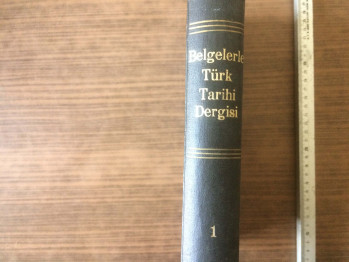 Belgelerle
Türk
Tarihi
Dergisi
1